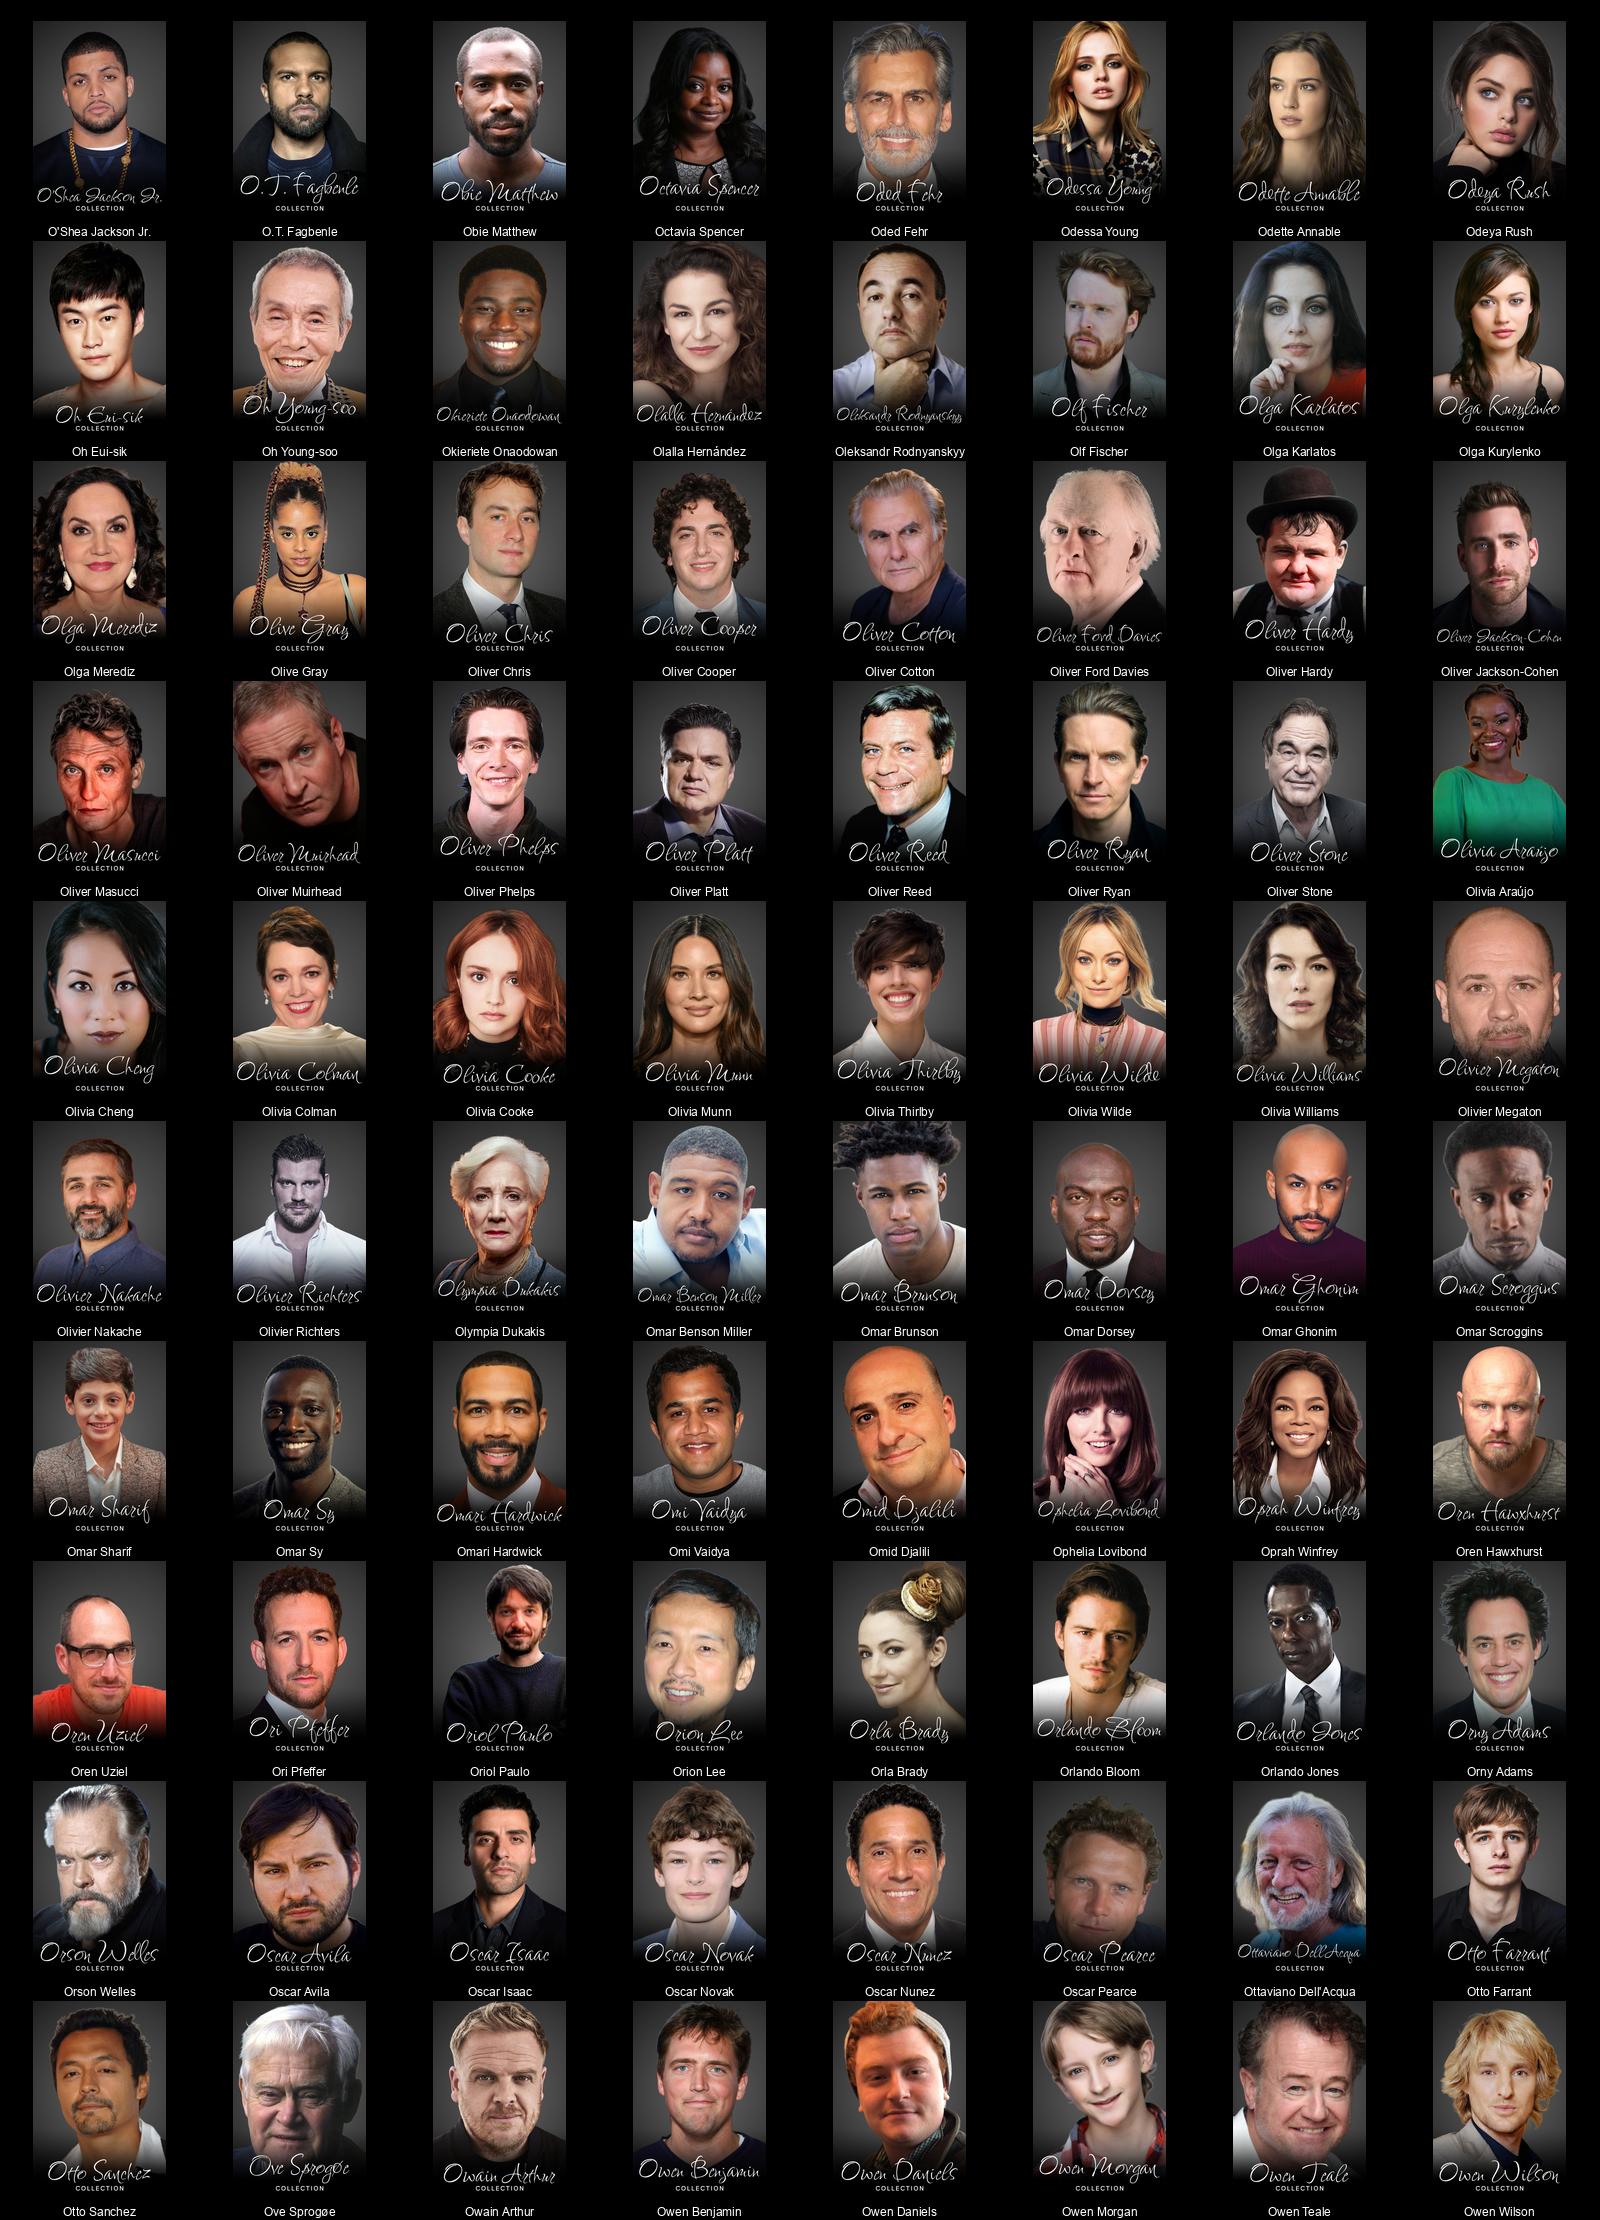 O'Shea Jackson Jr. O.T. Fagbenle Obie Matthew Octavia Spencer Oded Fehr Odessa Young Odette Annable Odeya Rush
COLLECTION COLLECTION COLLECTION COLLECTION COLLECTION COLLECTION COLLECTION COLLECTION
O'Shea Jackson Jr. O.T. Fagbenle Obie Matthew Octavia Spencer Oded Fehr Odessa Young Odette Annable Odeya Rush
Oh Eui-sik Oh Young-soo Okieriete Onaodowan Olalla Hernández Oleksandr Rodnyanskyy Olf Fischer Olga Karlatos Olga Kurylenko
COLLECTION COLLECTION COLLECTION COLLECTION COLLECTION COLLECTION COLLECTION COLLECTION
Oh Eui-sik Oh Young-soo Okieriete Onaodowan Olalla Hernández Oleksandr Rodnyanskyy Olf Fischer Olga Karlatos Olga Kurylenko
Olga Merediz Olive Gray Oliver Chris Oliver Cooper Oliver Cotton Oliver Ford Davies Oliver Hardy Oliver Jackson-Cohen
COLLECTION COLLECTION COLLECTION COLLECTION COLLECTION COLLECTION COLLECTION COLLECTION
Olga Merediz Olive Gray Oliver Chris Oliver Cooper Oliver Cotton Oliver Ford Davies Oliver Hardy Oliver Jackson-Cohen
Oliver Masucci Oliver Muirhead Oliver Phelps Oliver Platt Oliver Reed Oliver Ryan Oliver Stone Olivia Araújo
COLLECTION COLLECTION COLLECTION COLLECTION COLLECTION COLLECTION COLLECTION COLLECTION
Oliver Masucci Oliver Muirhead Oliver Phelps Oliver Platt Oliver Reed Oliver Ryan Oliver Stone Olivia Araújo
Olivia Cheng Olivia Colman Olivia Cooke Olivia Munn Olivia Thirlby Olivia Wilde Olivia Williams Olivier Megaton
COLLECTION COLLECTION COLLECTION COLLECTION COLLECTION COLLECTION COLLECTION COLLECTION
Olivia Cheng Olivia Colman Olivia Cooke Olivia Munn Olivia Thirlby Olivia Wilde Olivia Williams Olivier Megaton
Olivier Nakache Olivier Richters Olympia Dukakis Omar Benson Miller Omar Brunson Omar Dorsey Omar Ghonim Omar Scroggins
COLLECTION COLLECTION COLLECTION COLLECTION COLLECTION COLLECTION COLLECTION COLLECTION
Olivier Nakache Olivier Richters Olympia Dukakis Omar Benson Miller Omar Brunson Omar Dorsey Omar Ghonim Omar Scroggins
Omar Sharif Omar Sy Omari Hardwick Omi Vaidya Omid Djalili Ophelia Lovibond Oprah Winfrey Oren Hawxhurst
COLLECTION COLLECTION COLLECTION COLLECTION COLLECTION COLLECTION COLLECTION COLLECTION
Omar Sharif Omar Sy Omari Hardwick Omi Vaidya Omid Djalili Ophelia Lovibond Oprah Winfrey Oren Hawxhurst
Oren Uziel Ori Pfeffer Oriol Paulo Orion Lee Orla Brady Orlando Bloom Orlando Jones Orny Adams
COLLECTION COLLECTION COLLECTION COLLECTION COLLECTION COLLECTION COLLECTION COLLECTION
Oren Uziel Ori Pfeffer Oriol Paulo Orion Lee Orla Brady Orlando Bloom Orlando Jones Orny Adams
Orson Welles Oscar Avila Oscar Isaac Oscar Novak Oscar Nunez Oscar Pearce Ottaviano Dell'Acqua Otto Farrant
COLLECTION COLLECTION COLLECTION COLLECTION COLLECTION COLLECTION COLLECTION COLLECTION
Orson Welles Oscar Avila Oscar Isaac Oscar Novak Oscar Nunez Oscar Pearce Ottaviano Dell'Acqua Otto Farrant
Otto Sanchez Ove Sprogøe Owain Arthur Owen Benjamin Owen Daniels Owen Morgan Owen Teale Owen Wilson
COLLECTION COLLECTION COLLECTION COLLECTION COLLECTION COLLECTION COLLECTION COLLECTION
Otto Sanchez Ove Sprogøe Owain Arthur Owen Benjamin Owen Daniels Owen Morgan Owen Teale Owen Wilson